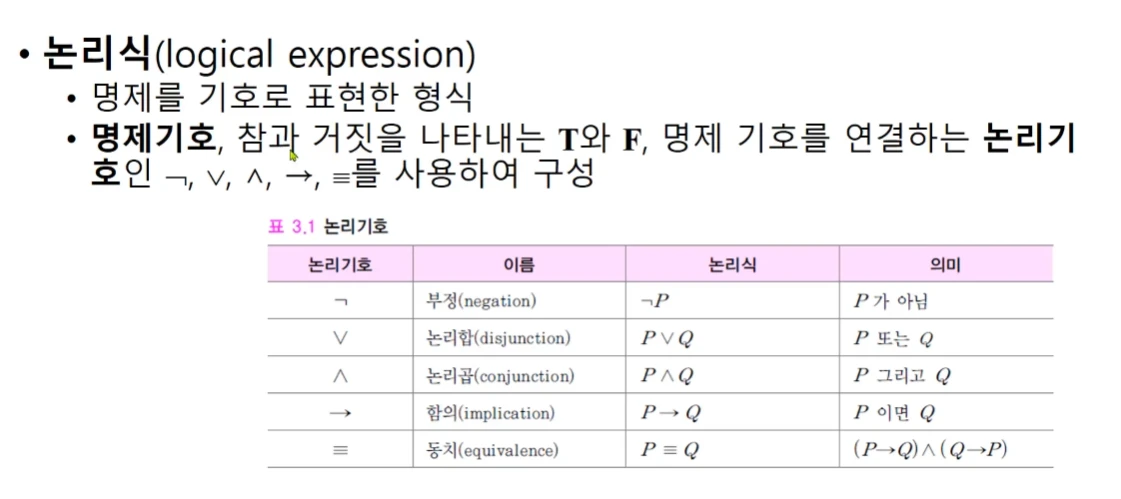 • 논리식(logical expression)
• 명제를 기호로 표현한 형식
• 명제기호, 참과 거짓을 나타내는 T와 F, 명제 기호를 연결하는 논리기
호인 ¬, ∨, ∧, →, ≡를 사용하여 구성
표 3.1 논리기호
논리기호 이름 논리식 의미
¬ 부정(negation) ¬P P가 아님
∨ 논리합(disjunction) P∨Q P 또는 Q
∧ 논리곱(conjunction) P∧Q P 그리고 Q
→ 함의(implication) P→Q P 이면 Q
≡ 동치(equivalence) P≡Q (P→Q)∧(Q→P)